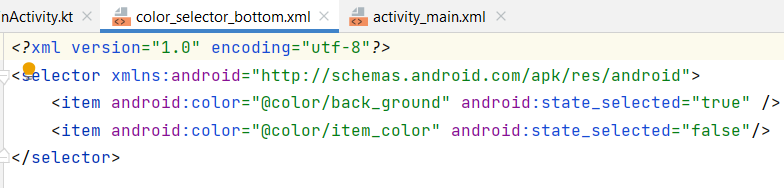 nActivity.kt color_selector_bottom.xml activity_main.xml
<?xml version="1.0" encoding="utf-8"?>
<selector xmlns:android="http://schemas.android.com/apk/res/android">
<item android:color="@color/back_ground" android:state_selected="true" />
<item android:color="@color/item_color" android:state_selected="false"/>
</selector>